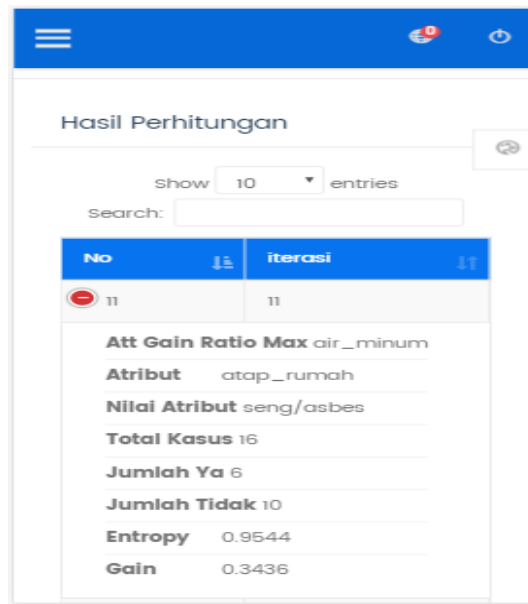 0
Hasil Perhitungan
Show 10 entries
Search:
No iterasi
11 11
Att Gain Ratio Max air_minum
Atribut atap_rumah
Nilai Atribut seng/asbes
Total Kasus 16
Jumlah Ya 6
Jumlah Tidak 10
Entropy 0.9544
Gain 0.3436